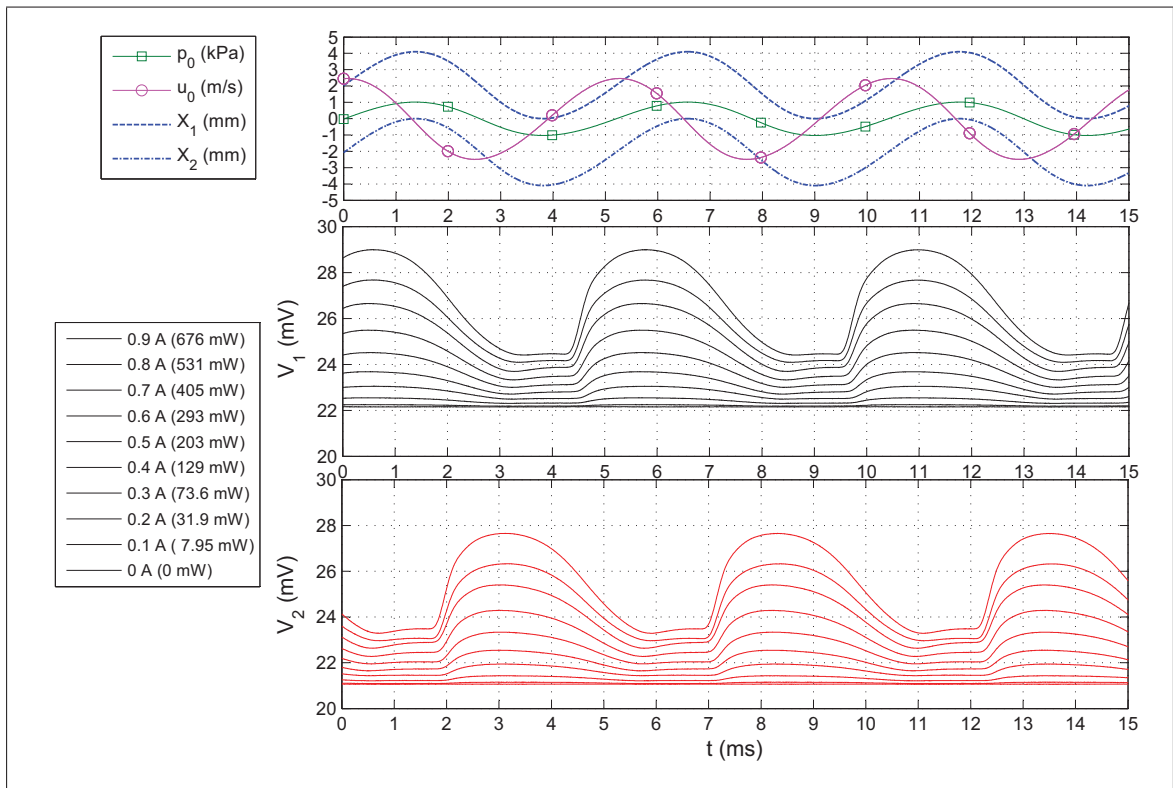 p0 (kPa)
u0 (m/s)
X1 (mm)
X2 (mm)
5
4
3
2
1
0
-1
-2
-3
-4
-5
0 1 2 3 4 5 6 7 8 9 10 11 12 13 14 15
0.9 A (676 mW)
0.8 A (531 mW)
0.7 A (405 mW)
0.6 A (293 mW)
0.5 A (203 mW)
0.4 A (129 mW)
0.3 A (73.6 mW)
0.2 A (31.9 mW)
0.1 A ( 7.95 mW)
0 A (0 mW)
V1 (mV)
30
28
26
24
22
20
0 1 2 3 4 5 6 7 8 9 10 11 12 13 14 15
V2 (mV)
30
28
26
24
22
20
0 1 2 3 4 5 6 7 8 9 10 11 12 13 14 15
t (ms)